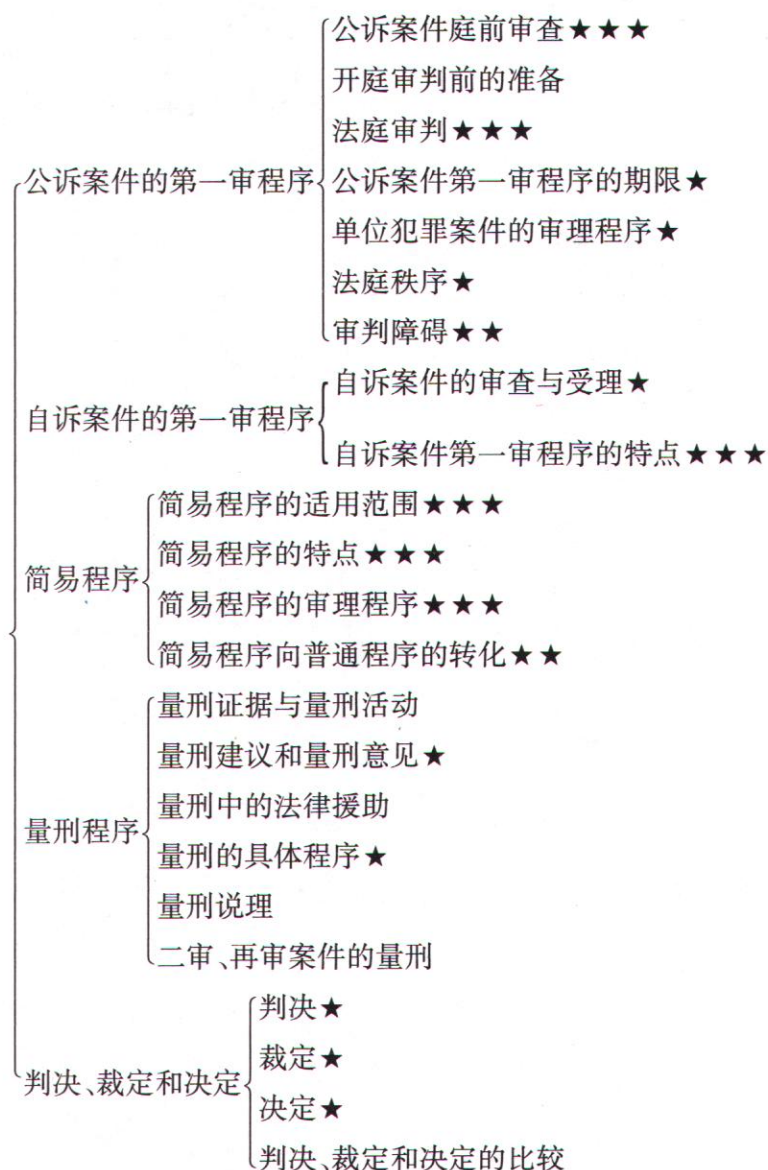 公诉案件的第一审程序
公诉案件庭前审查★★★
开庭审判前的准备
法庭审判★★★
公诉案件第一审程序的期限★
单位犯罪案件的审理程序★
法庭秩序★
审判障碍★★
自诉案件的第一审程序
自诉案件的审查与受理★
自诉案件第一审程序的特点★★★
简易程序
简易程序的适用范围★★★
简易程序的特点★★★
简易程序的审理程序★★★
简易程序向普通程序的转化★★
量刑程序
量刑证据与量刑活动
量刑建议和量刑意见★
量刑中的法律援助
量刑的具体程序★
量刑说理
二审、再审案件的量刑
判决、裁定和决定
判决★
裁定★
决定★
判决、裁定和决定的比较